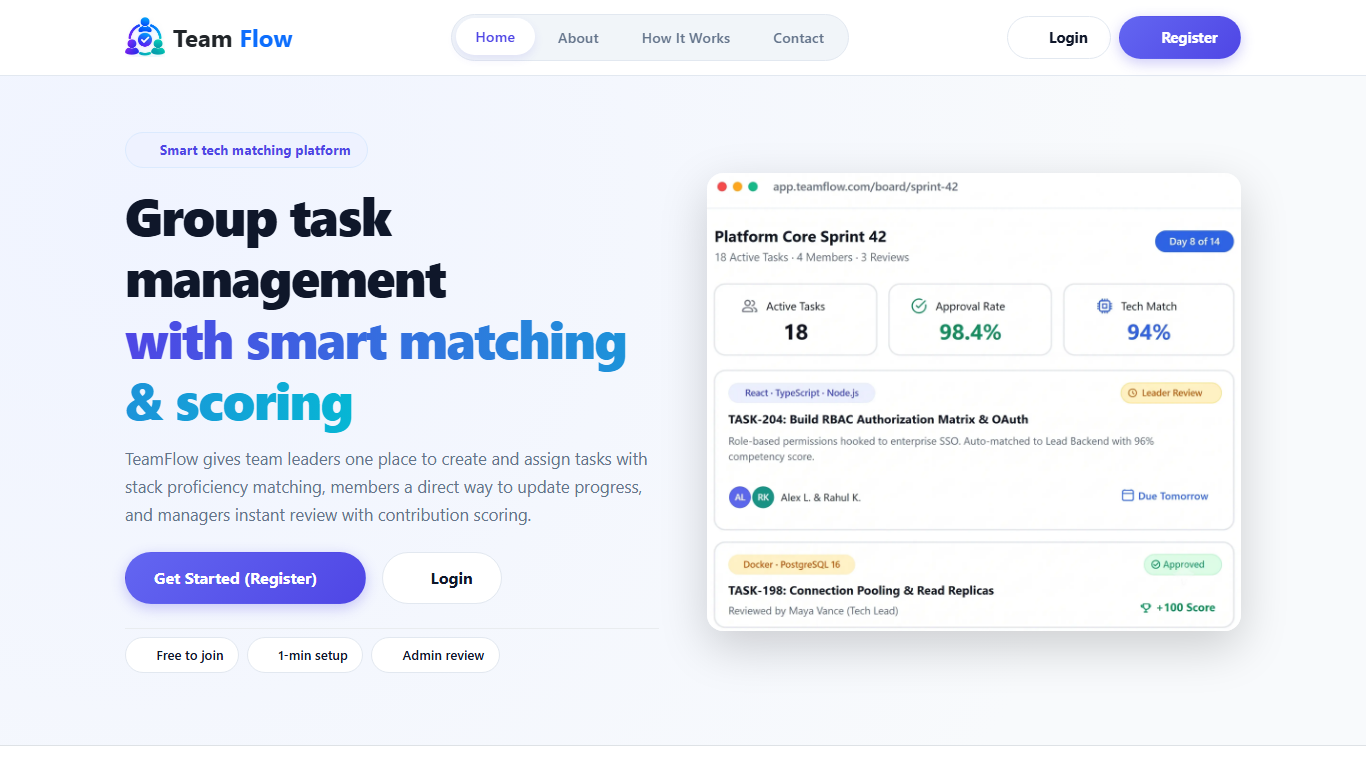 Team Flow
Home
About
How It Works
Contact
Login
Register
Smart tech matching platform
Group task
management
with smart matching
& scoring
TeamFlow gives team leaders one place to create and assign tasks with
stack proficiency matching, members a direct way to update progress,
and managers instant review with contribution scoring.
Get Started (Register)
Login
Free to join
1-min setup
Admin review
app.teamflow.com/board/sprint-42
Platform Core Sprint 42
18 Active Tasks · 4 Members · 3 Reviews
Day 8 of 14
Active Tasks
18
Approval Rate
98.4%
Tech Match
94%
React · TypeScript · Node.js
Leader Review
TASK-204: Build RBAC Authorization Matrix & OAuth
Role-based permissions hooked to enterprise SSO. Auto-matched to Lead Backend with 96%
competency score.
AL
RK
Alex L. & Rahul K.
Due Tomorrow
Docker · PostgreSQL 16
Approved
TASK-198: Connection Pooling & Read Replicas
Reviewed by Maya Vance (Tech Lead)
+100 Score